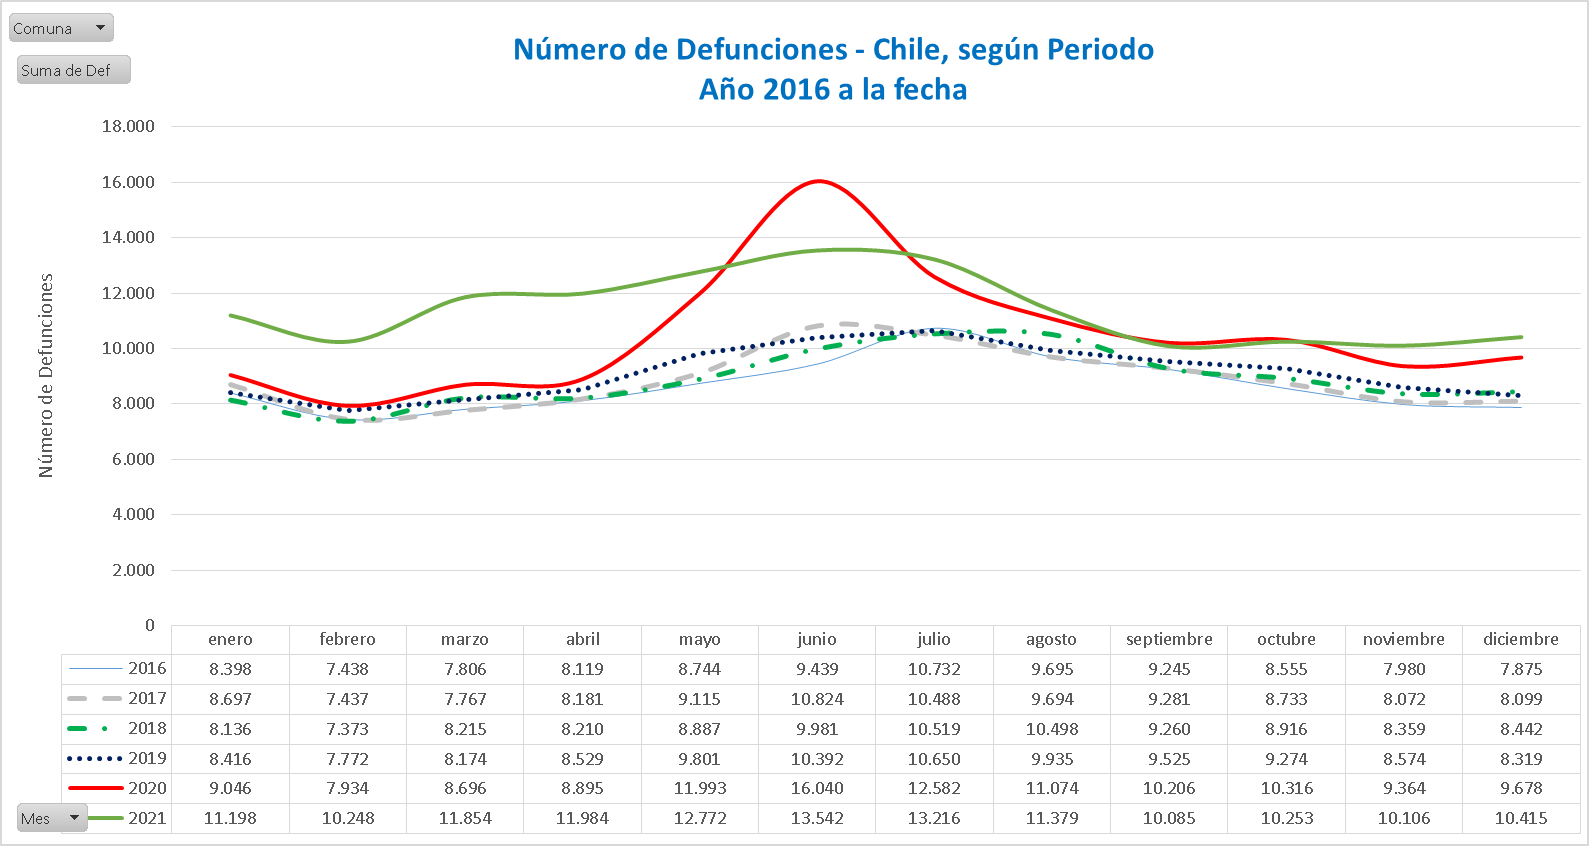 Comuna
Suma de Def
Número de Defunciones - Chile, según Periodo
Año 2016 a la fecha
Número de Defunciones
18.000
16.000
14.000
12.000
10.000
8.000
6.000
4.000
2.000
0
enero febrero marzo abril mayo junio julio agosto septiembre octubre noviembre diciembre
2016 8.398 7.438 7.806 8.119 8.744 9.439 10.732 9.695 9.245 8.555 7.980 7.875
2017 8.697 7.437 7.767 8.181 9.115 10.824 10.488 9.694 9.281 8.733 8.072 8.099
2018 8.136 7.373 8.215 8.210 8.887 9.981 10.519 10.498 9.260 8.916 8.359 8.442
2019 8.416 7.772 8.174 8.529 9.801 10.392 10.650 9.935 9.525 9.274 8.574 8.319
2020 9.046 7.934 8.696 8.895 11.993 16.040 12.582 11.074 10.206 10.316 9.364 9.678
Mes 2021 11.198 10.248 11.854 11.984 12.772 13.542 13.216 11.379 10.085 10.253 10.106 10.415